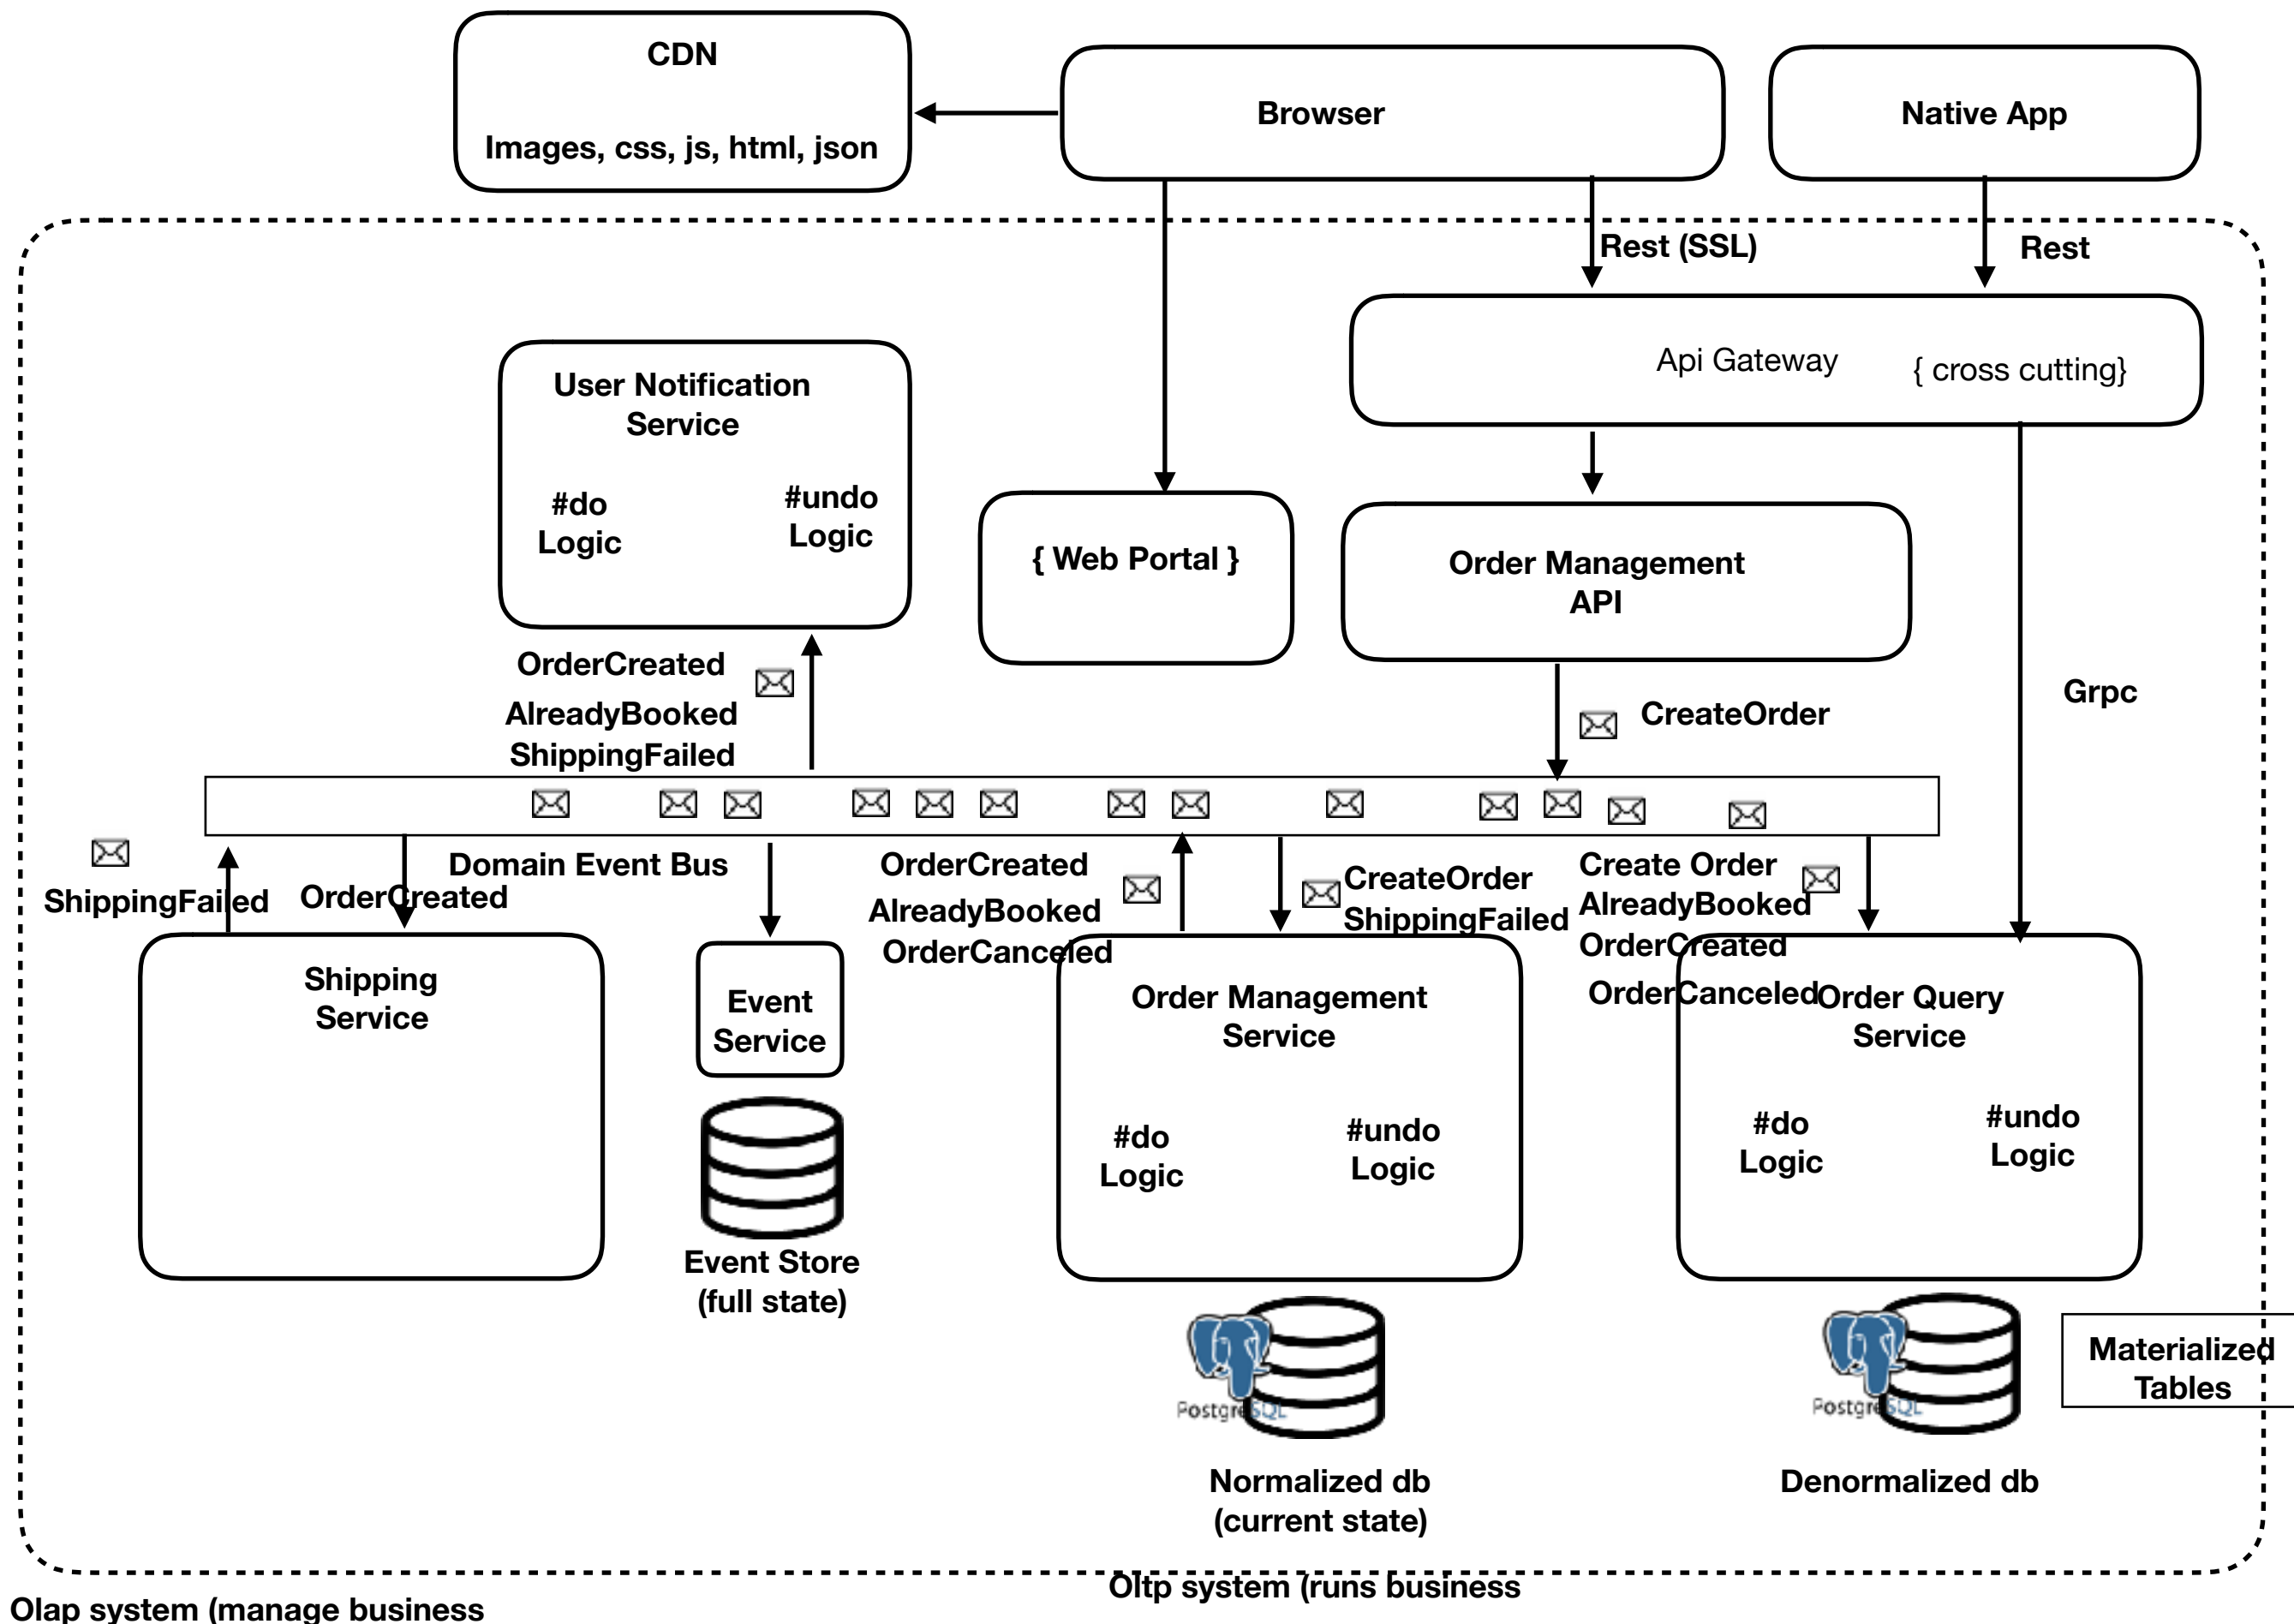 CDN
Images, css, js, html, json
Browser
Native App
Rest (SSL)
Rest
Api Gateway
{ cross cutting}
User Notification
Service
#do
Logic
#undo
Logic
{ Web Portal }
Order Management
API
OrderCreated
AlreadyBooked
ShippingFailed
CreateOrder
Grpc
Domain Event Bus
ShippingFailed
OrderCreated
OrderCreated
AlreadyBooked
OrderCanceled
CreateOrder
ShippingFailed
Create Order
AlreadyBooked
OrderCreated
OrderCanceled
Shipping
Service
Event
Service
Order Management
Service
#do
Logic
#undo
Logic
Order Query
Service
#do
Logic
#undo
Logic
Event Store
(full state)
PostgreSQL
PostgreSQL
Materialized
Tables
Normalized db
(current state)
Denormalized db
Oltp system (runs business
Olap system (manage business